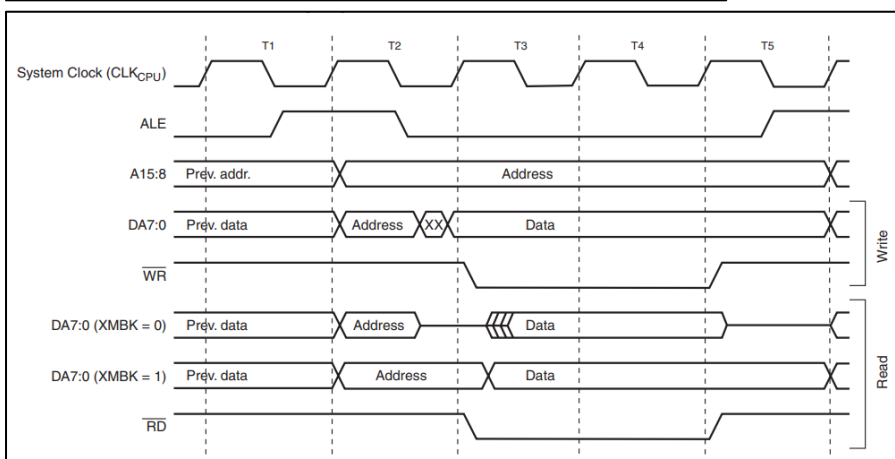 T1 T2 T3 T4 T5
System Clock (CLKCPU)
ALE
A15:8 Prev. addr. Address
DA7:0 Prev. data Address XX Data
WR
Write
DA7:0 (XMBK = 0) Prev. data Address Data
DA7:0 (XMBK = 1) Prev. data Address Data
RD
Read